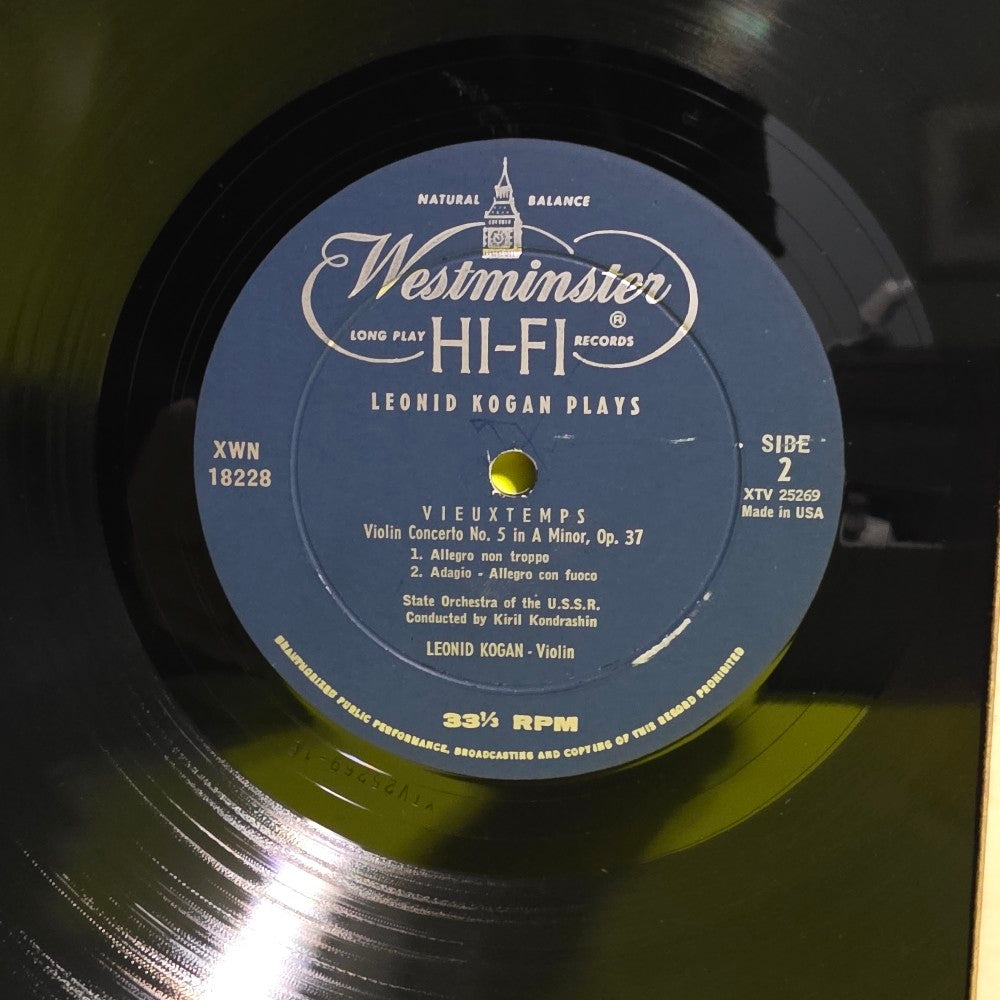 NATURAL BALANCE
Westminster ®
LONG PLAY HI-FI RECORDS
LEONID KOGAN PLAYS
XWN
18228
SIDE
2
XTV 25269
Made in USA
VIEUXTEMPS
Violin Concerto No. 5 in A Minor, Op. 37
1. Allegro non troppo
2. Adagio - Allegro con fuoco
State Orchestra of the U.S.S.R.
Conducted by Kiril Kondrashin
LEONID KOGAN - Violin
33⅓ RPM
UNAUTHORIZED PUBLIC PERFORMANCE, BROADCASTING AND COPYING OF THIS RECORD PROHIBITED